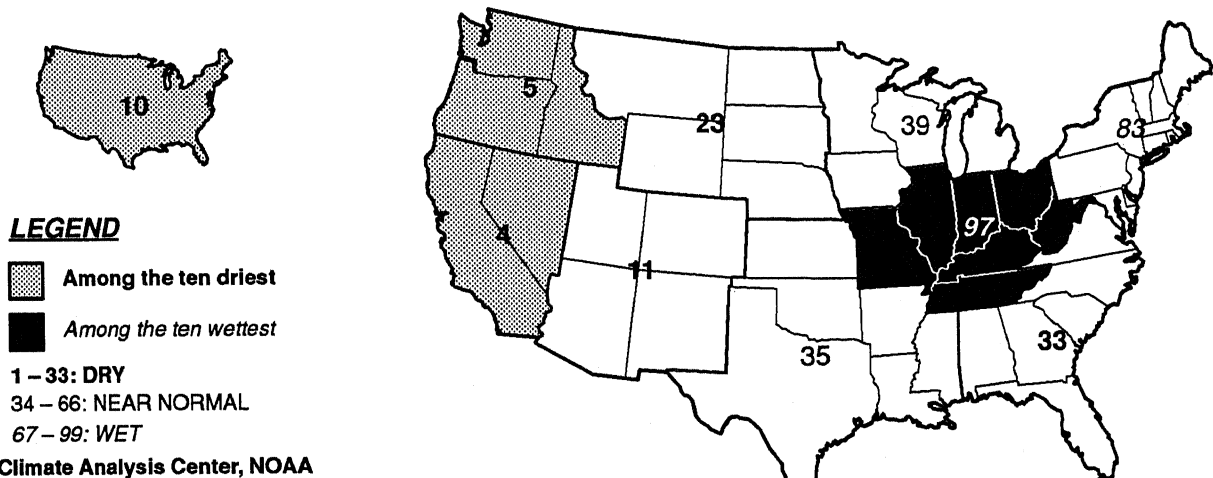 10
LEGEND
Among the ten driest
Among the ten wettest
1 – 33: DRY
34 – 66: NEAR NORMAL
67 – 99: WET
Climate Analysis Center, NOAA
5
23
39
83
4
97
11
35
33